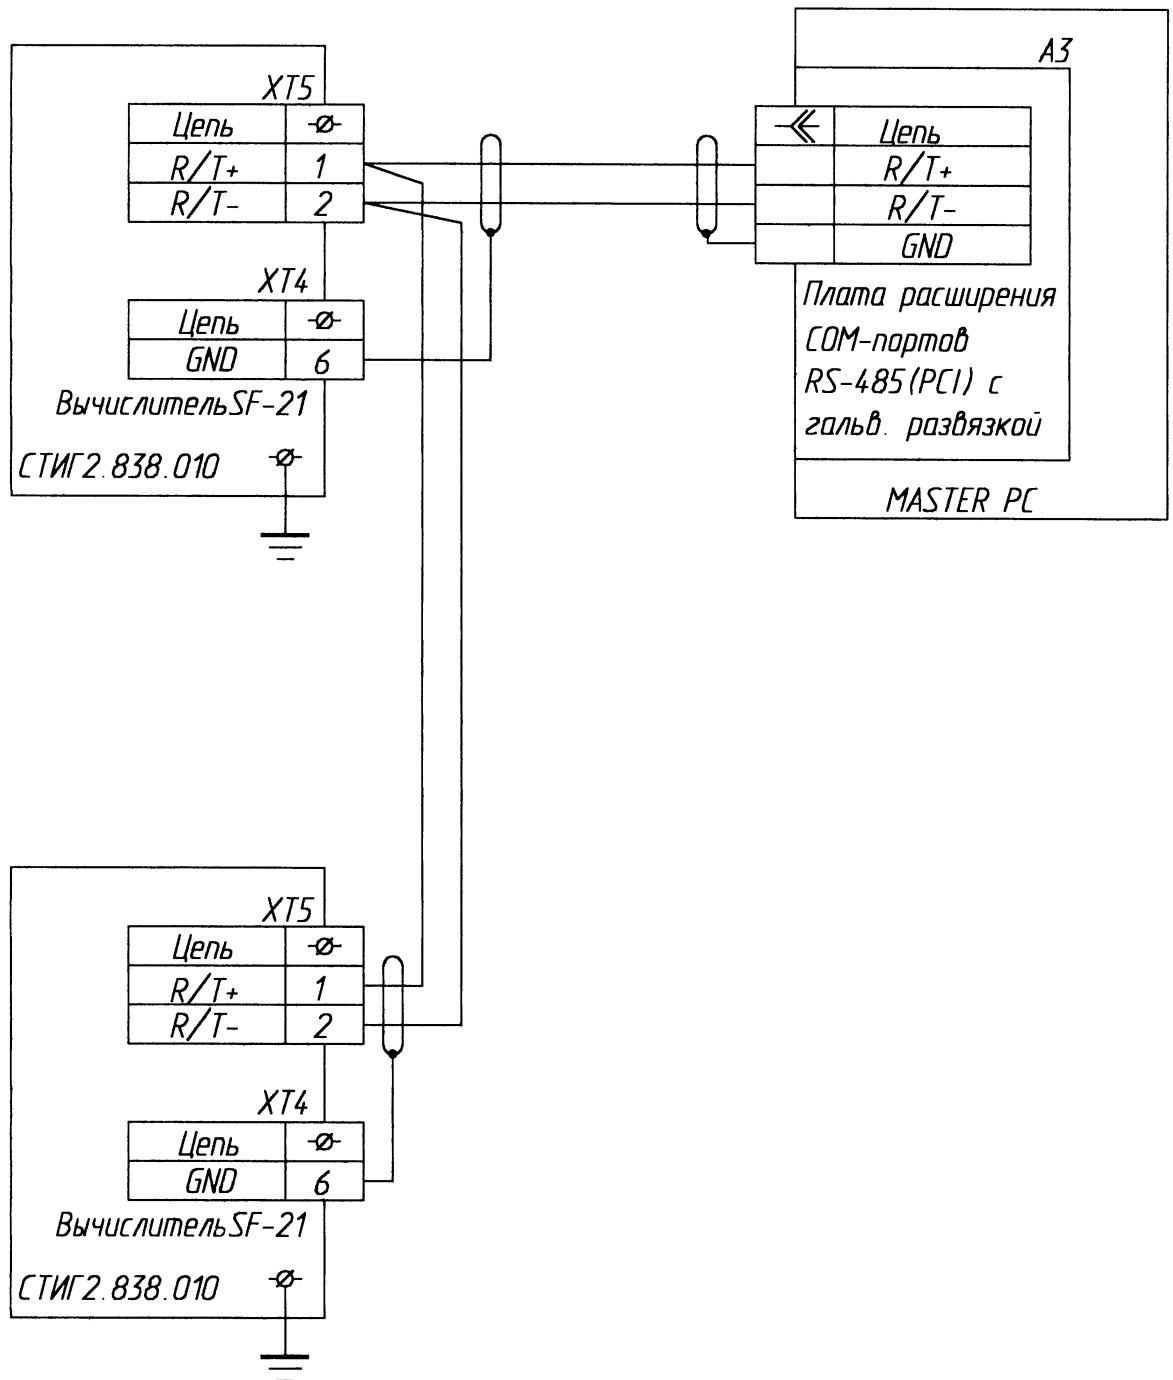 XT5
Цепь
R/T+ 1
R/T- 2
XT4
Цепь
GND 6
Вычислитель SF-21
СТИГ2.838.010
A3
Цепь
R/T+
R/T-
GND
Плата расширения
COM-портов
RS-485(PCI) с
гальв. развязкой
MASTER PC
XT5
Цепь
R/T+ 1
R/T- 2
XT4
Цепь
GND 6
Вычислитель SF-21
СТИГ2.838.010